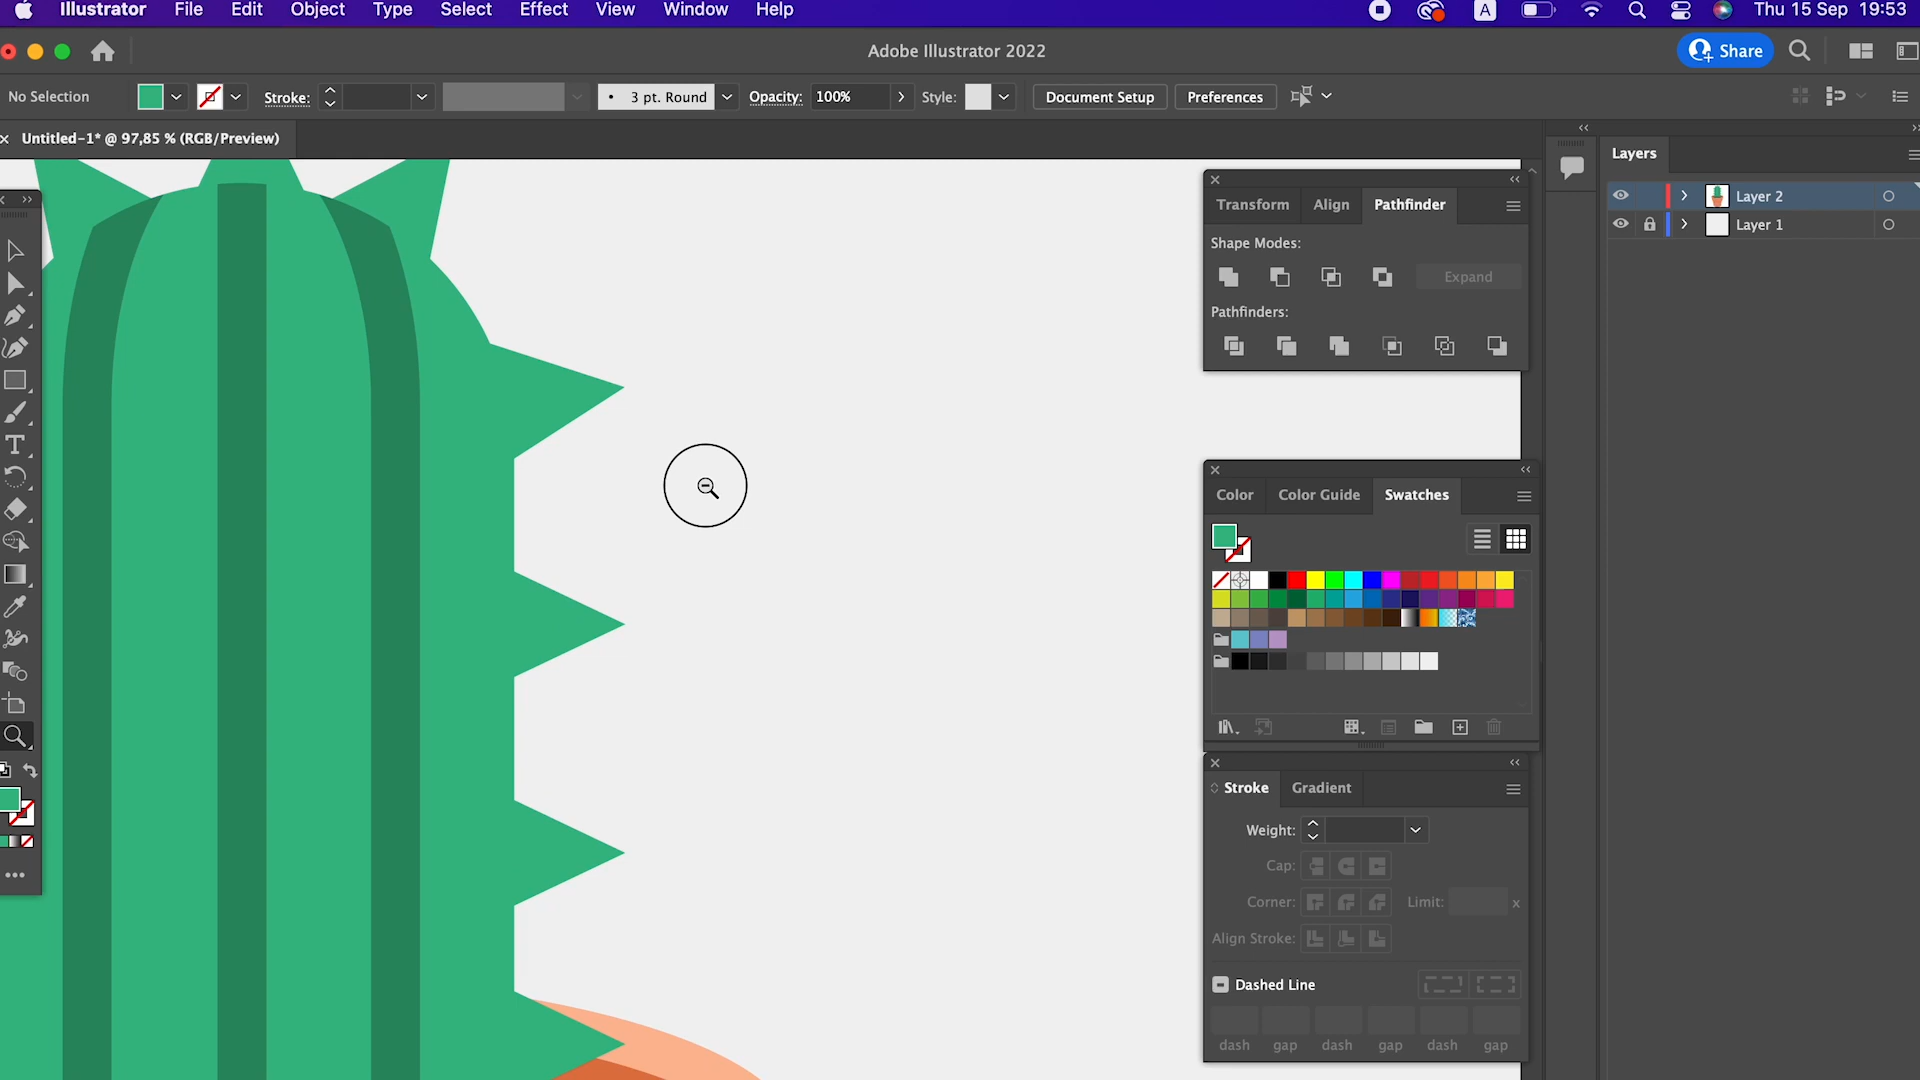 Illustrator File Edit Object Type Select Effect View Window Help A Thu 15 Sep 19:53
Adobe Illustrator 2022 Share
No Selection Stroke: 3 pt. Round Opacity: 100% Style: Document Setup Preferences
Untitled-1* @ 97,85 % (RGB/Preview)
Layers
Layer 2
Layer 1
Transform Align Pathfinder
Shape Modes:
Expand
Pathfinders:
Color Color Guide Swatches
Stroke Gradient
Weight:
Cap:
Corner: Limit: x
Align Stroke:
Dashed Line
dash gap dash gap dash gap